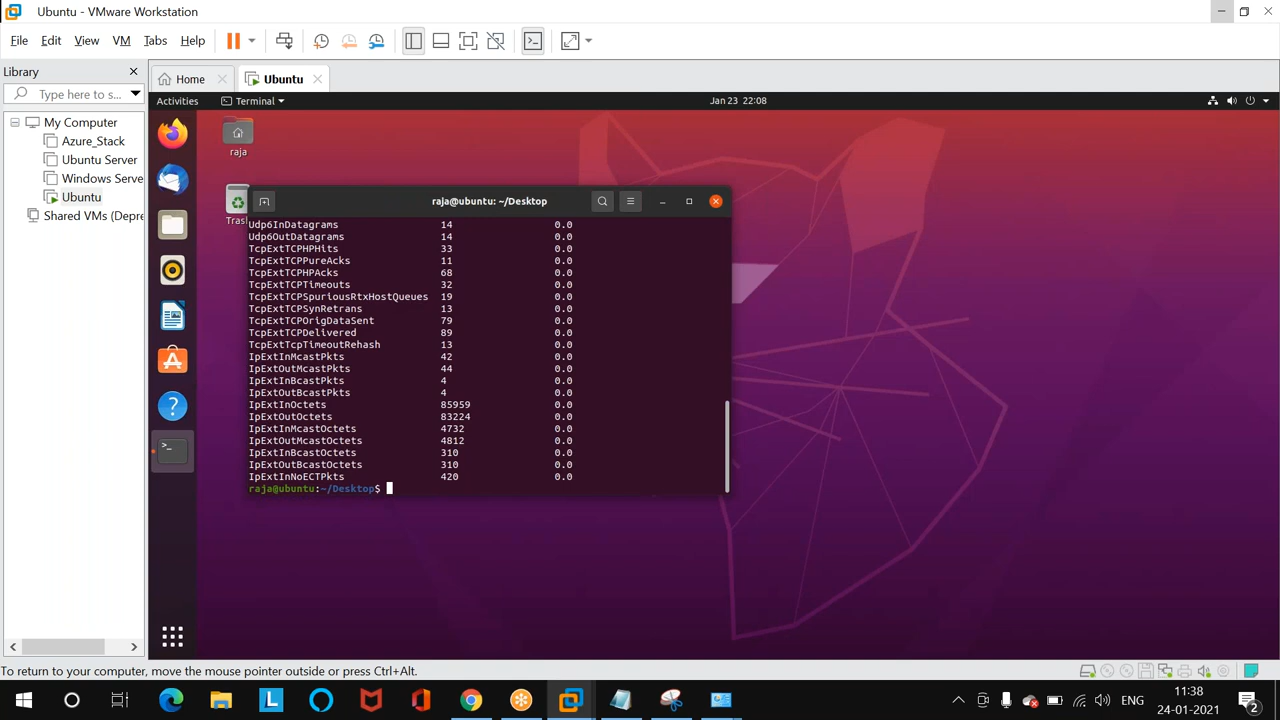 Ubuntu - VMware Workstation
File Edit View VM Tabs Help
Library
Type here to s...
My Computer
Azure_Stack
Ubuntu Server
Windows Serve
Ubuntu
Shared VMs (Depre
Home
Ubuntu
Activities
Terminal
Jan 23 22:08
raja
Tras
raja@ubuntu: ~/Desktop
Udp6InDatagrams 14 0.0
Udp6OutDatagrams 14 0.0
TcpExtTCPHPHits 33 0.0
TcpExtTCPPureAcks 11 0.0
TcpExtTCPHPAcks 68 0.0
TcpExtTCPTimeouts 32 0.0
TcpExtTCPSpuriousRtxHostQueues 19 0.0
TcpExtTCPSynRetrans 13 0.0
TcpExtTCPOrigDataSent 79 0.0
TcpExtTCPDelivered 89 0.0
TcpExtTcpTimeoutRehash 13 0.0
IpExtInMcastPkts 42 0.0
IpExtOutMcastPkts 44 0.0
IpExtInBcastPkts 4 0.0
IpExtOutBcastPkts 4 0.0
IpExtInOctets 85959 0.0
IpExtOutOctets 83224 0.0
IpExtInMcastOctets 4732 0.0
IpExtOutMcastOctets 4812 0.0
IpExtInBcastOctets 310 0.0
IpExtOutBcastOctets 310 0.0
IpExtInNoECTPkts 420 0.0
raja@ubuntu:~/Desktop$
To return to your computer, move the mouse pointer outside or press Ctrl+Alt.
ENG
11:38
24-01-2021
2